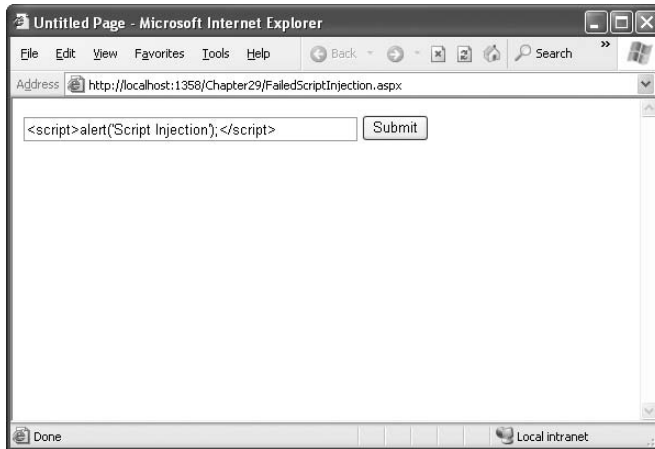 Untitled Page - Microsoft Internet Explorer
File Edit View Favorites Tools Help Back Search »
Address http://localhost:1358/Chapter29/FailedScriptInjection.aspx
<script>alert('Script Injection');</script> Submit
Done Local intranet